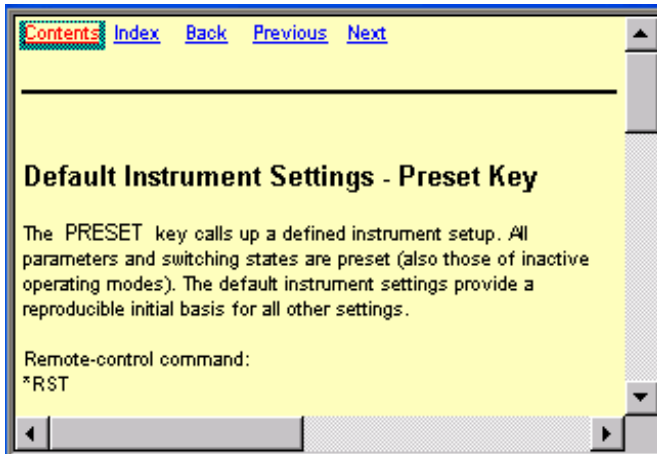 Contents Index Back Previous Next
Default Instrument Settings - Preset Key
The PRESET key calls up a defined instrument setup. All
parameters and switching states are preset (also those of inactive
operating modes). The default instrument settings provide a
reproducible initial basis for all other settings.
Remote-control command:
*RST